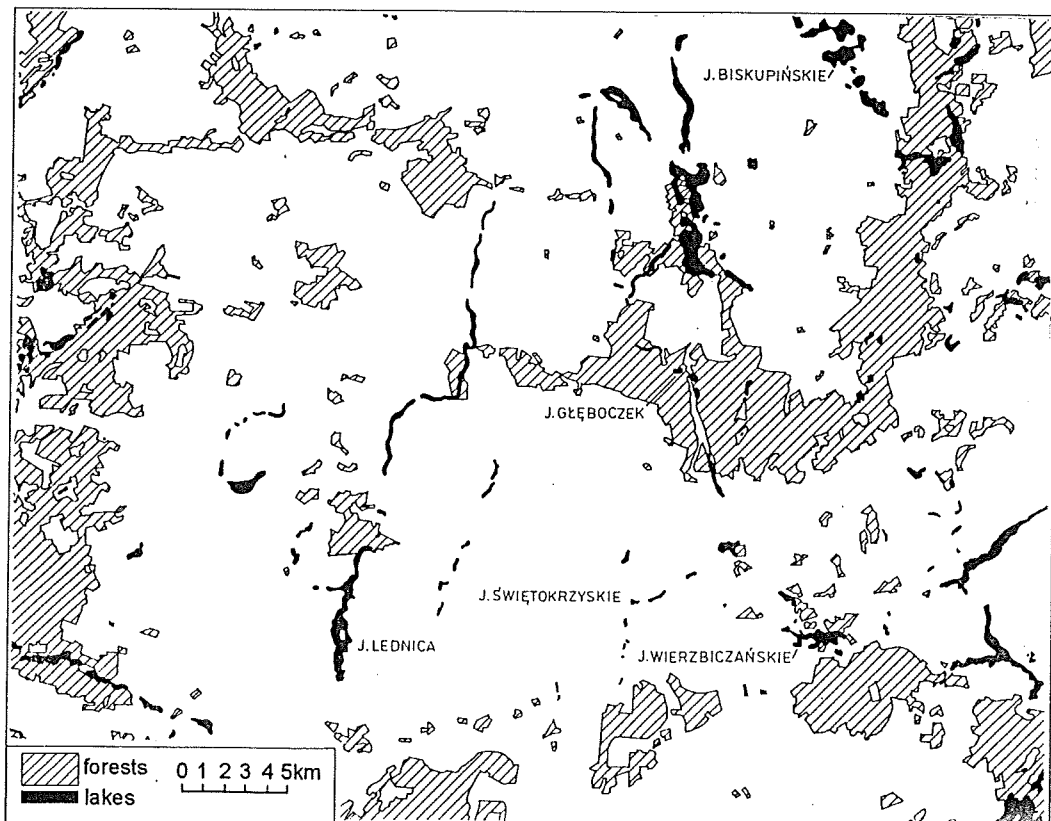 J. BISKUPIŃSKIE
J. GŁĘBOCZEK
J. ŚWIĘTOKRZYSKIE
J. LEDNICA
J. WIERZBICZAŃSKIE
forests
lakes
0 1 2 3 4 5km